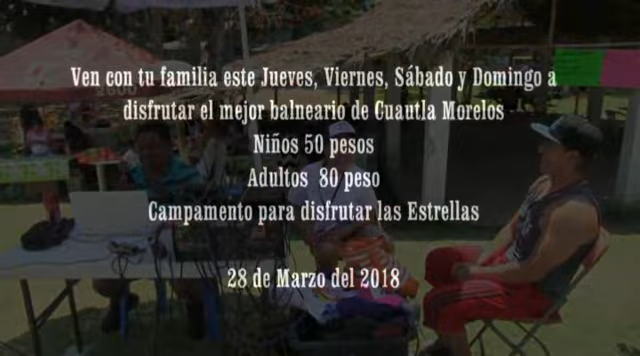 Ven con tu familia este Jueves, Viernes, Sábado y Domingo a
disfrutar el mejor balneario de Cuautla Morelos
Niños 50 pesos
Adultos 80 peso
Campamento para disfrutar las Estrellas
28 de Marzo del 2018